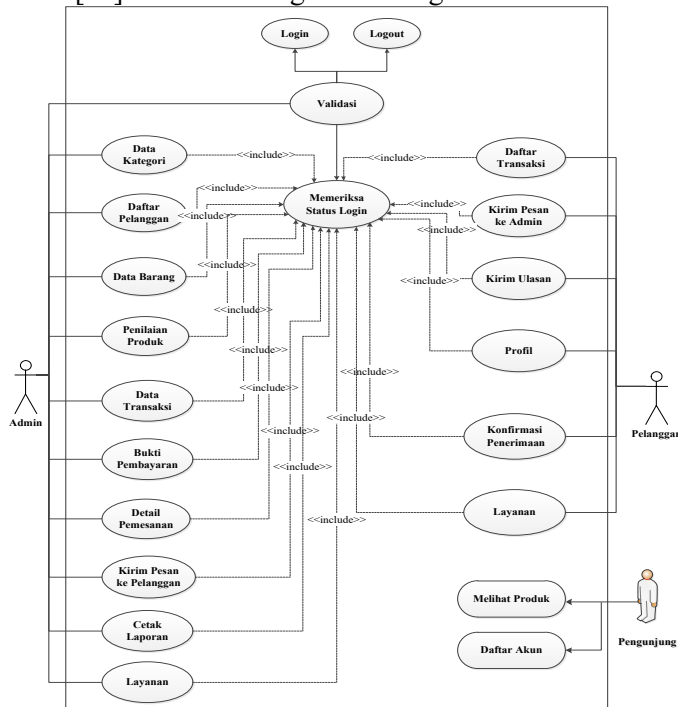 Login
Logout
Validasi
Data
Kategori
<<include>>
<<include>>
Daftar
Transaksi
<<include>>
Memeriksa
Status Login
Daftar
Pelanggan
<<include>>
<<include>>
Kirim Pesan
ke Admin
<<include>>
Data Barang
<<include>>
<<include>>
Kirim Ulasan
Penilaian
Produk
<<include>>
Profil
<<include>>
Admin
Data
Transaksi
<<include>>
<<include>>
Pelanggan
<<include>>
<<include>>
Konfirmasi
Penerimaan
Bukti
Pembayaran
<<include>>
<<include>>
Detail
Pemesanan
<<include>>
Layanan
Kirim Pesan
ke Pelanggan
Melihat Produk
Cetak
Laporan
Daftar Akun
Pengunjung
Layanan